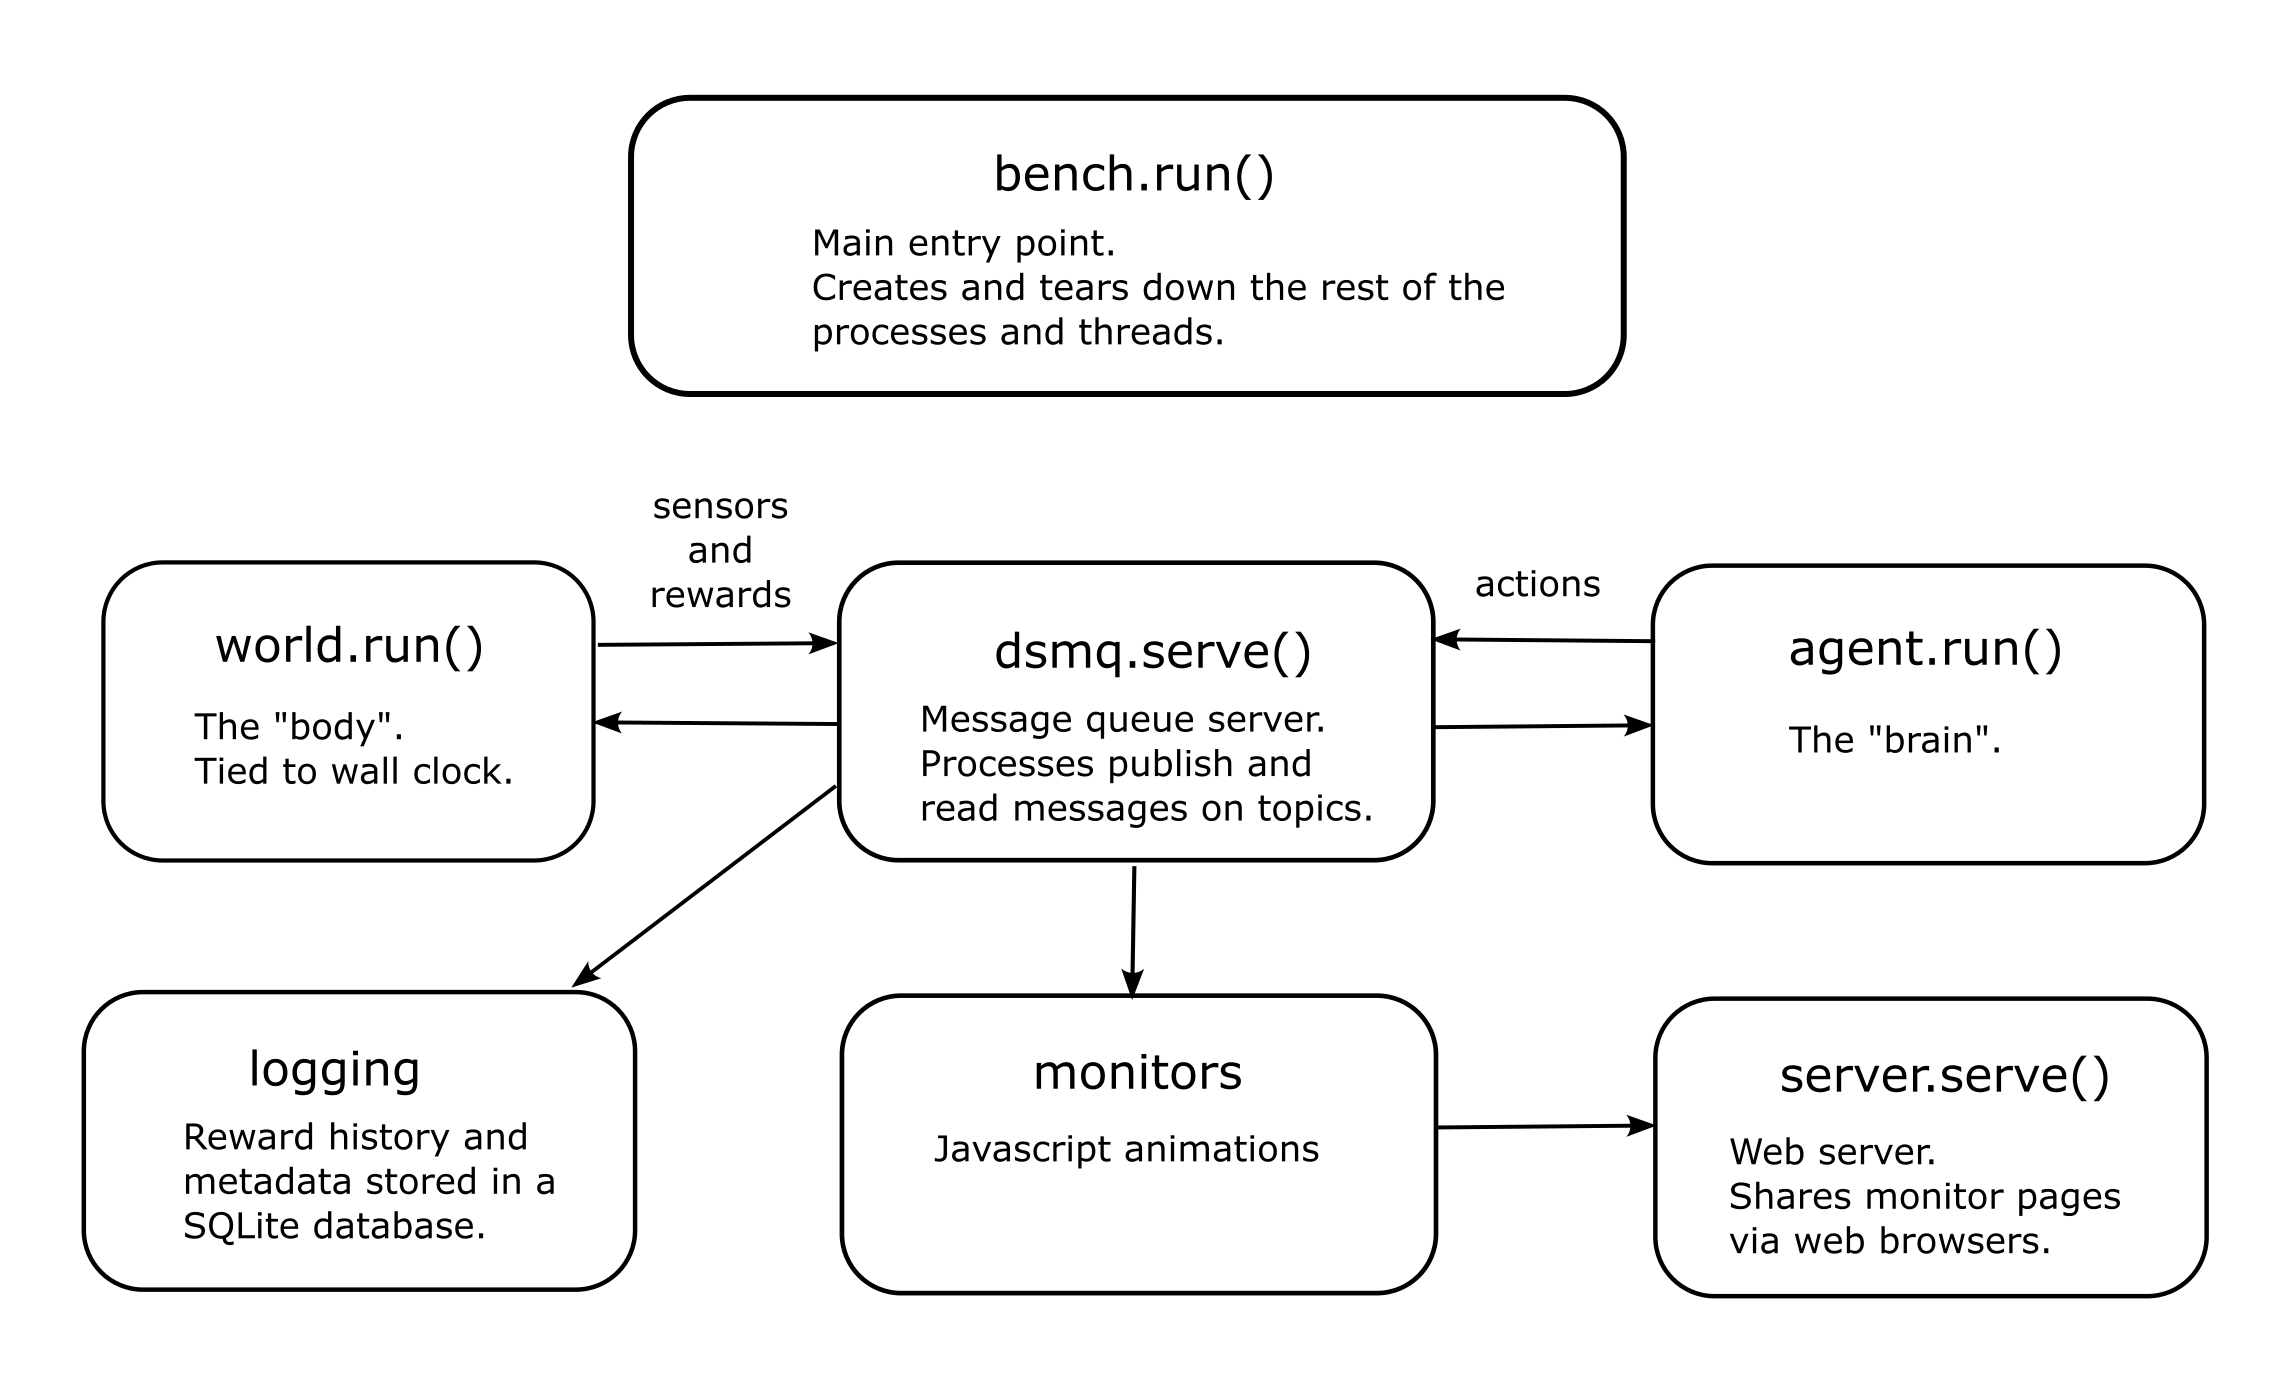 bench.run()
Main entry point.
Creates and tears down the rest of the
processes and threads.
sensors
and
rewards
actions
world.run()
The "body".
Tied to wall clock.
dsmq.serve()
Message queue server.
Processes publish and
read messages on topics.
agent.run()
The "brain".
logging
Reward history and
metadata stored in a
SQLite database.
monitors
Javascript animations
server.serve()
Web server.
Shares monitor pages
via web browsers.